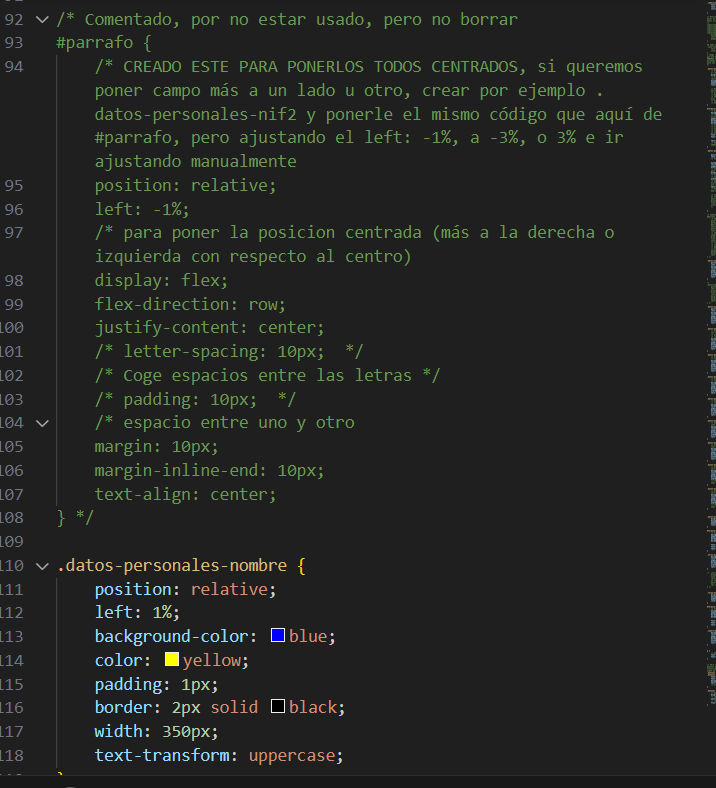 92 /* Comentado, por no estar usado, pero no borrar
93 #parrafo {
94 /* CREADO ESTE PARA PONERLOS TODOS CENTRADOS, si queremos
poner campo más a un lado u otro, crear por ejemplo .
datos-personales-nif2 y ponerle el mismo código que aquí de
#parrafo, pero ajustando el left: -1%, a -3%, o 3% e ir
ajustando manualmente
95 position: relative;
96 left: -1%;
97 /* para poner la posicion centrada (más a la derecha o
izquierda con respecto al centro)
98 display: flex;
99 flex-direction: row;
100 justify-content: center;
101 /* letter-spacing: 10px;  */
102 /* Coge espacios entre las letras */
103 /* padding: 10px;  */
104 /* espacio entre uno y otro
105 margin: 10px;
106 margin-inline-end: 10px;
107 text-align: center;
108 } */
109
110 .datos-personales-nombre {
111 position: relative;
112 left: 1%;
113 background-color: blue;
114 color: yellow;
115 padding: 1px;
116 border: 2px solid black;
117 width: 350px;
118 text-transform: uppercase;